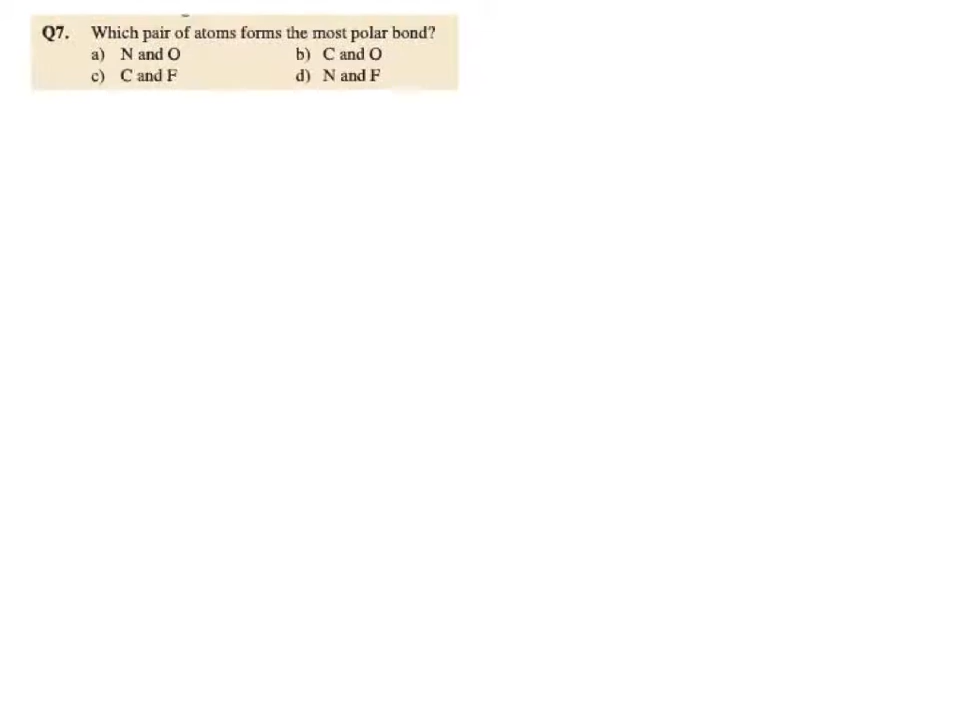 Q7. Which pair of atoms forms the most polar bond?
a) N and O b) C and O
c) C and F d) N and F